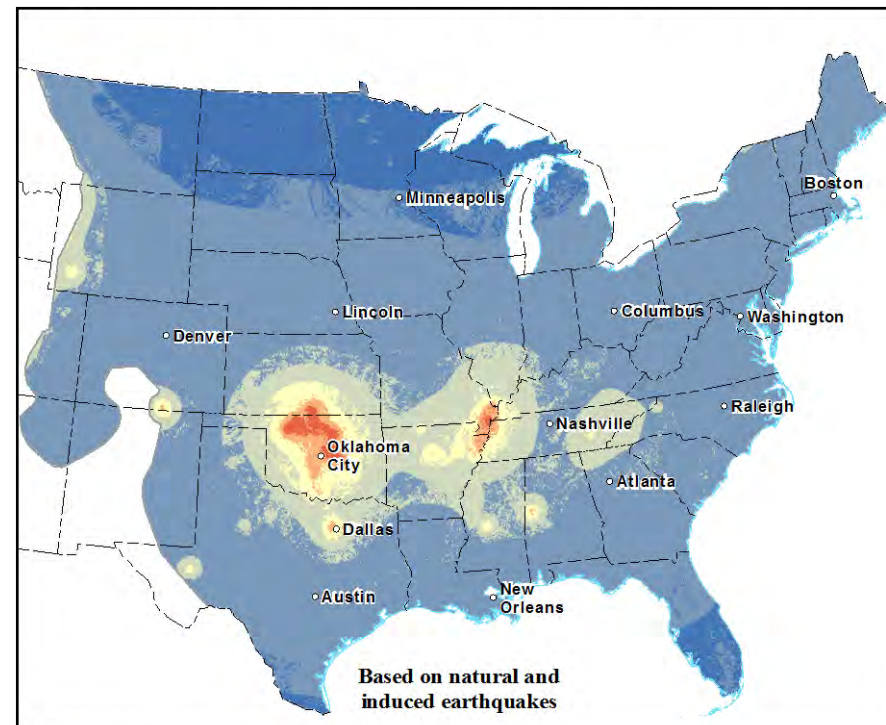 Minneapolis
Boston
Lincoln
Columbus
Washington
Denver
Raleigh
Nashville
Oklahoma
City
Atlanta
Dallas
Austin
New
Orleans
Based on natural and
induced earthquakes